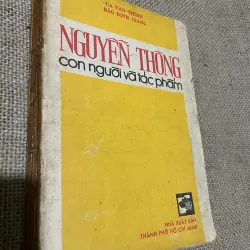 CA VĂN THỈNH
BẢO ĐỊNH GIANG
NGUYỄN THÔNG
con người và tác phẩm
NHÀ XUẤT BẢN
THÀNH PHỐ HỒ CHÍ MINH